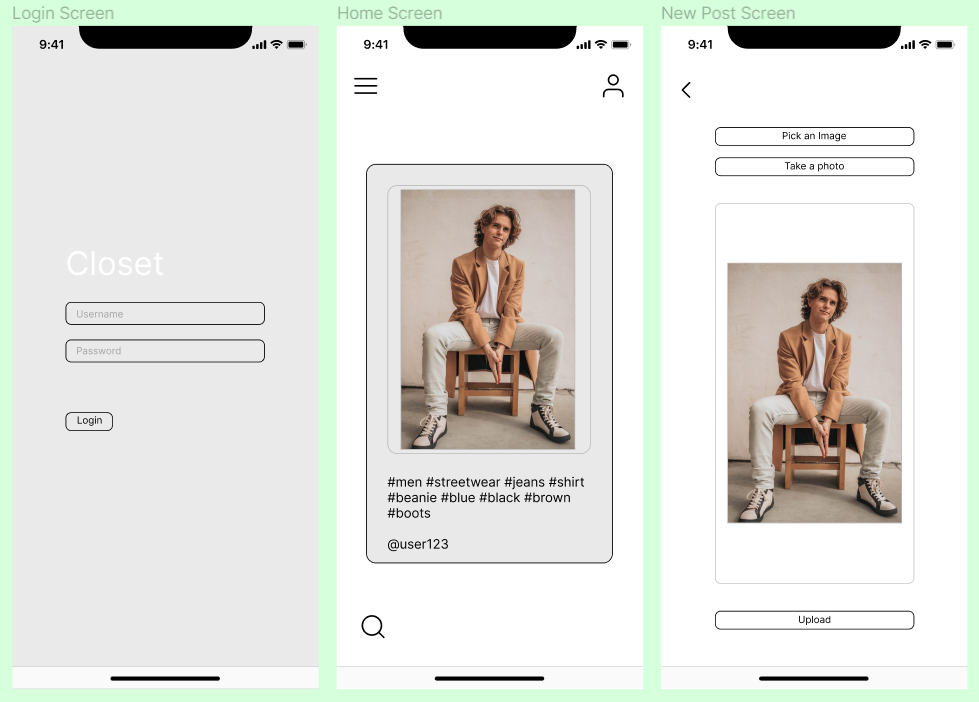 Login Screen
9:41
Closet
Username
Password
Login
Home Screen
9:41
#men #streetwear #jeans #shirt
#beanie #blue #black #brown
#boots
@user123
New Post Screen
9:41
Pick an Image
Take a photo
Upload